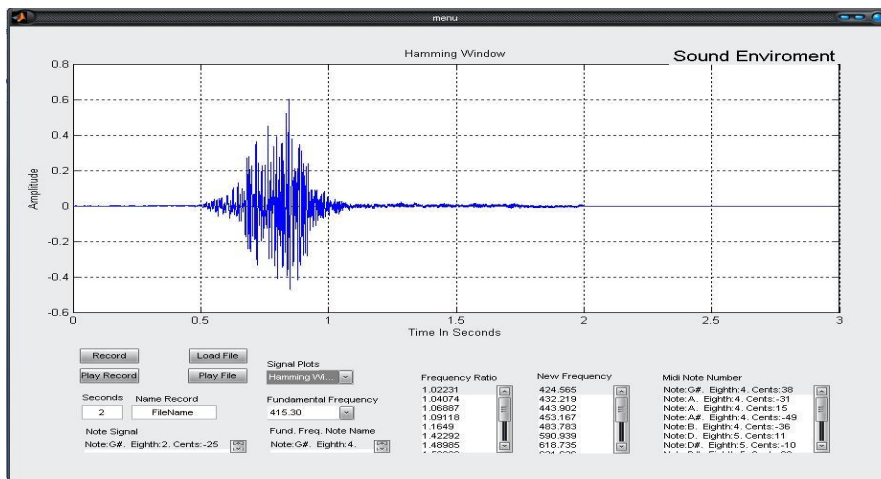 menu
Hamming Window
Sound Enviroment
0.8
0.6
0.4
0.2
0
-0.2
-0.4
-0.6
Amplitude
0
0.5
1
1.5
2
2.5
3
Time In Seconds
Record
Load File
Play Record
Play File
Seconds
Name Record
2
FileName
Note Signal
Note:G#. Eighth:2. Cents:-25
Signal Plots
Hamming Wi...
Fundamental Frequency
415.30
Fund. Freq. Note Name
Note:G#. Eighth:4.
Frequency Ratio
1.02231
1.04074
1.06887
1.09118
1.1649
1.42292
1.48985
New Frequency
424.565
432.219
443.902
453.167
483.783
590.939
618.735
Midi Note Number
Note:G#. Eighth:4. Cents:38
Note:A. Eighth:4. Cents:-31
Note:A. Eighth:4. Cents:15
Note:A#. Eighth:4. Cents:-49
Note:B. Eighth:4. Cents:-36
Note:D. Eighth:5. Cents:11
Note:D#. Eighth:5. Cents:-10